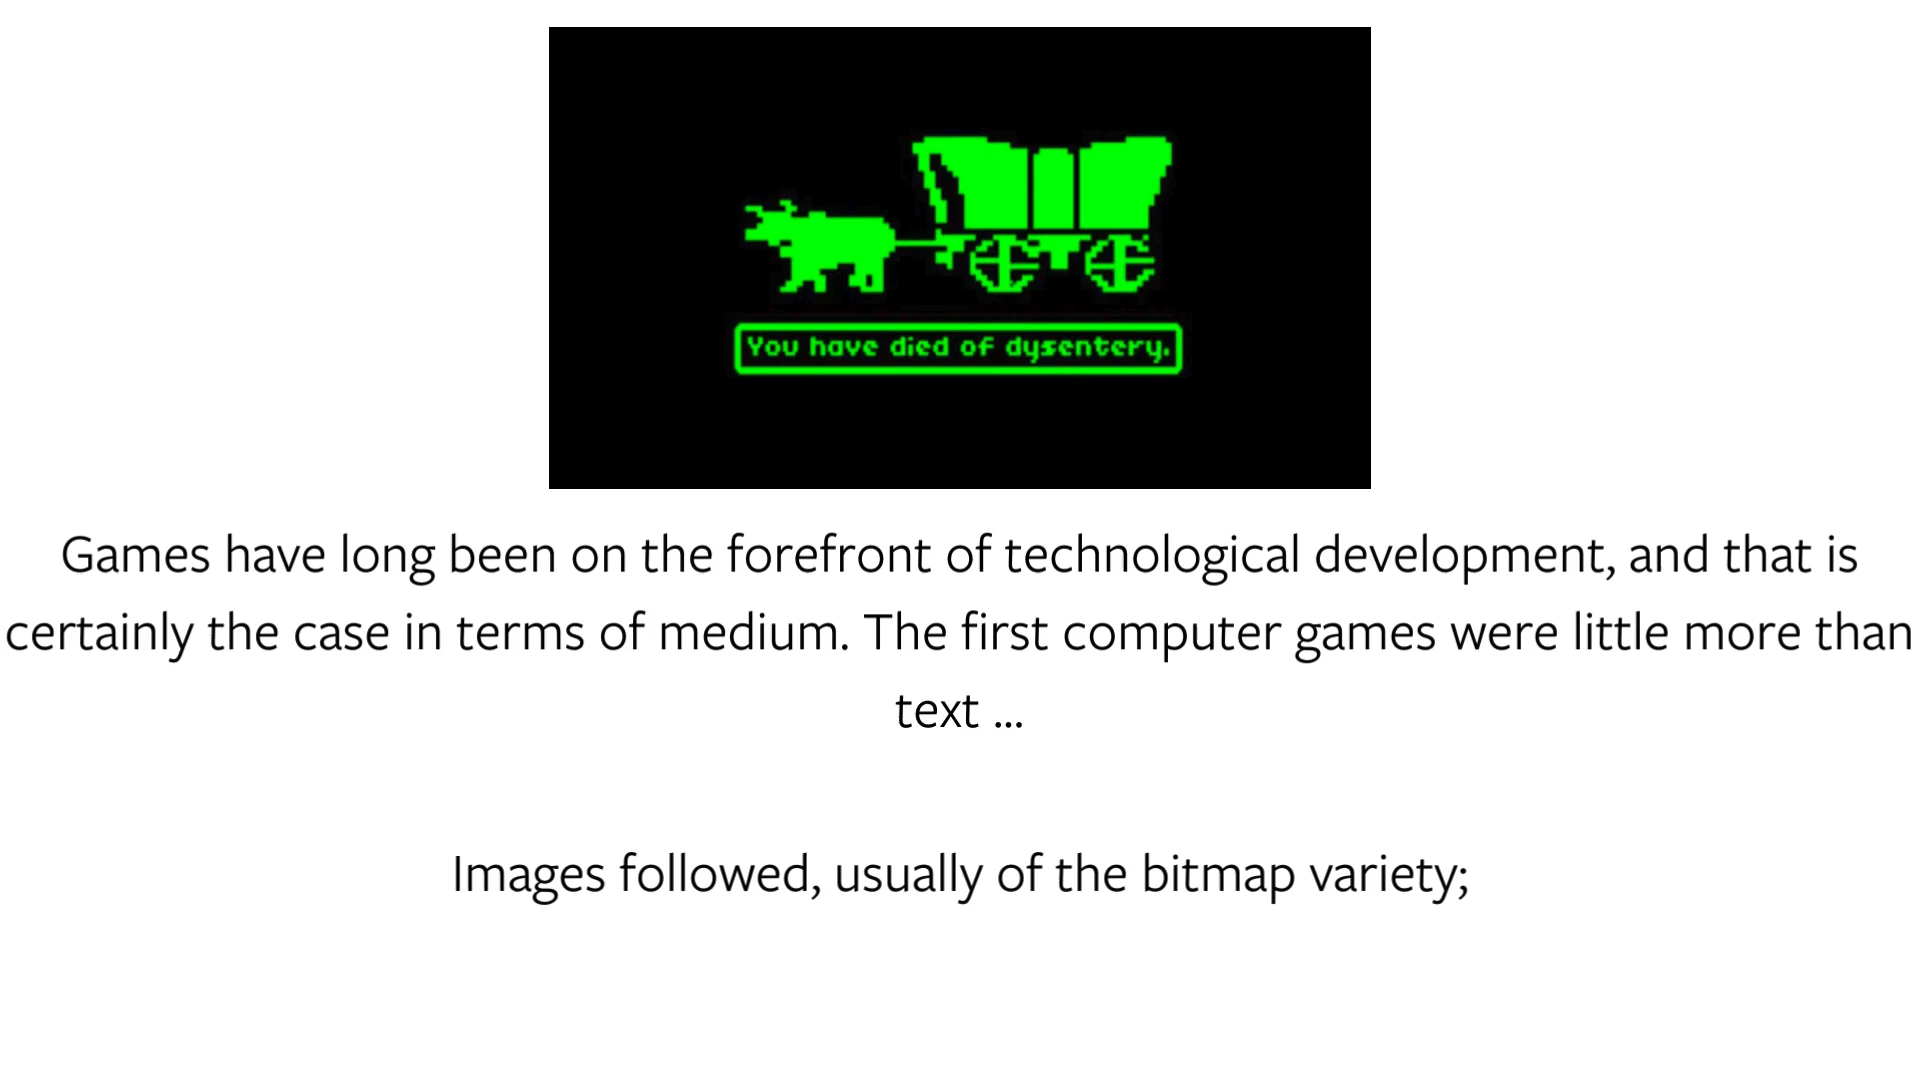 You have died of dysentery.
Games have long been on the forefront of technological development, and that is
certainly the case in terms of medium. The first computer games were little more than
text ...
Images followed, usually of the bitmap variety;